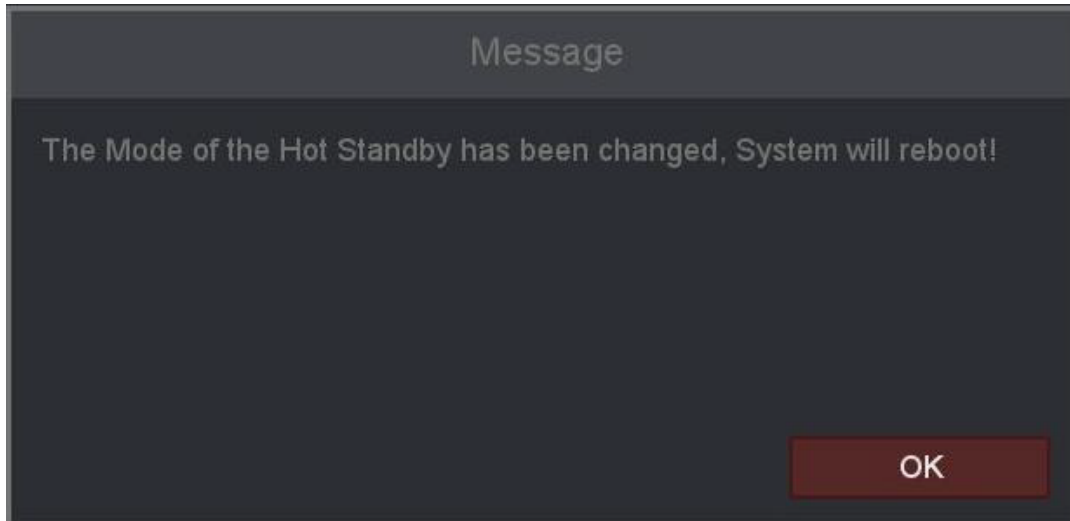 Message
The Mode of the Hot Standby has been changed, System will reboot!
OK